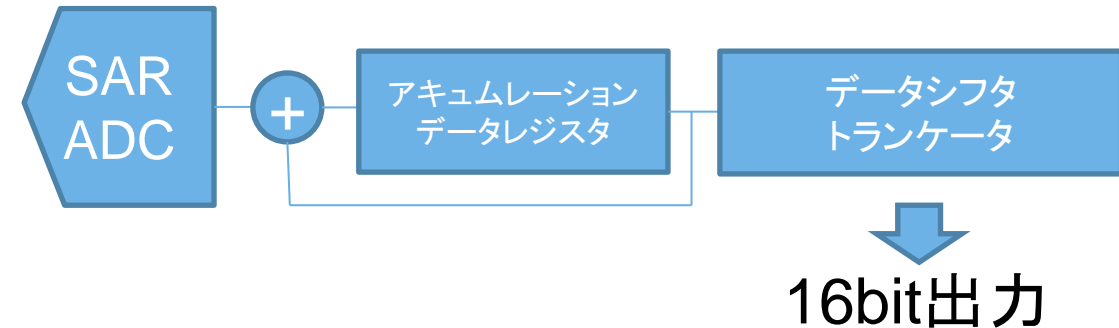 SAR
ADC
+
アキュムレーション
データレジスタ
データシフタ
トランケータ
16bit出力